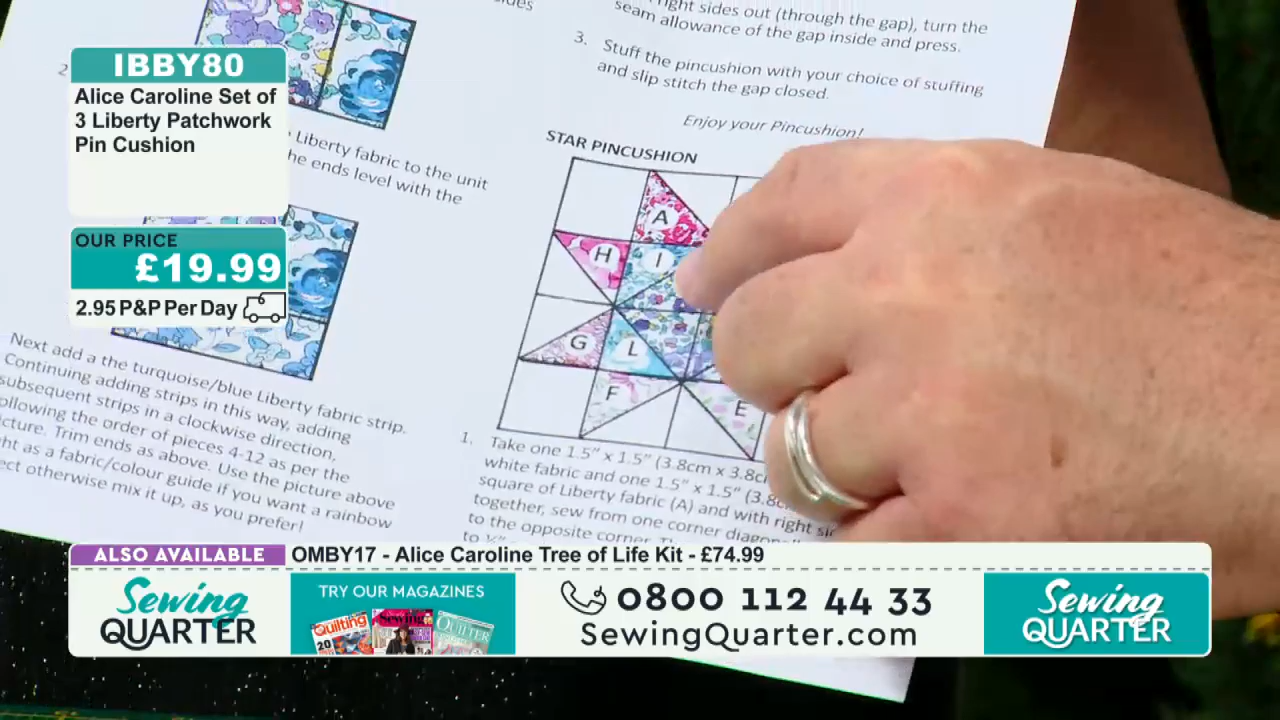 IBBY80
Alice Caroline Set of
3 Liberty Patchwork
Pin Cushion
OUR PRICE
£19.99
2.95 P&P Per Day
2
Liberty fabric to the unit
he ends level with the
Next add a the turquoise/blue Liberty fabric strip.
Continuing adding strips in this way, adding
subsequent strips in a clockwise direction,
ollowing the order of pieces 4-12 as per the
icture. Trim ends as above. Use the picture above
ht as a fabric/colour guide if you want a rainbow
ect otherwise mix it up, as you prefer!
right sides out (through the gap), turn the
seam allowance of the gap inside and press.
3. Stuff the pincushion with your choice of stuffing
and slip stitch the gap closed.
Enjoy your Pincushion!
STAR PINCUSHION
A
H I
G L
F E
1. Take one 1.5" x 1.5" (3.8cm x 3.8c
white fabric and one 1.5" x 1.5" (3.8c
square of Liberty fabric (A) and with right si
together, sew from one corner diagon
to the opposite corner.
ALSO AVAILABLE OMBY17 - Alice Caroline Tree of Life Kit - £74.99
Sewing
QUARTER
TRY OUR MAGAZINES
Quilting
20
Sewing
QUILTER
0800 112 44 33
SewingQuarter.com
Sewing
QUARTER